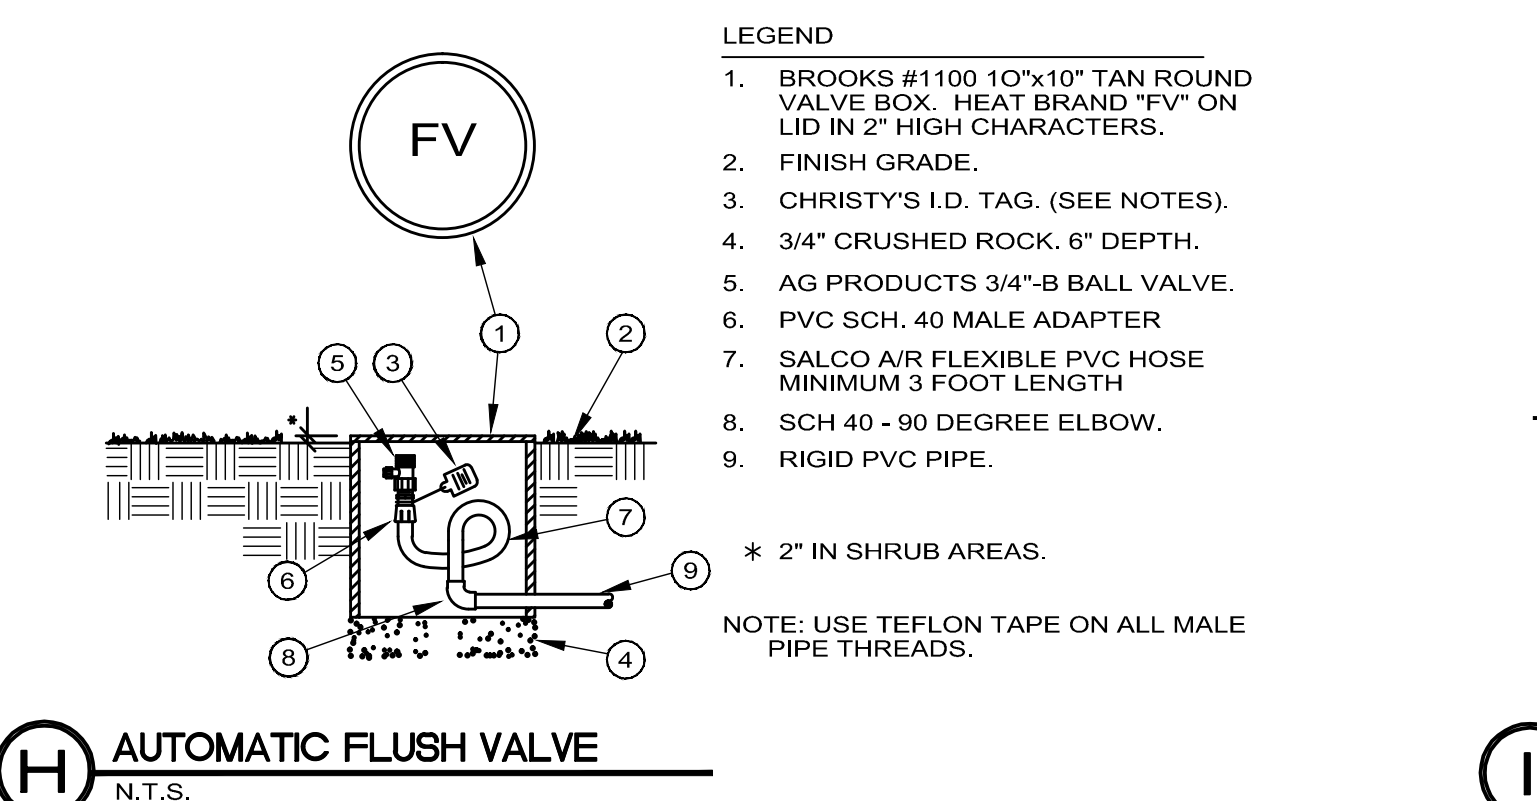 FV
LEGEND
1. BROOKS #1100 1O"x10" TAN ROUND
VALVE BOX. HEAT BRAND "FV" ON
LID IN 2" HIGH CHARACTERS.
2. FINISH GRADE.
3. CHRISTY'S I.D. TAG. (SEE NOTES).
4. 3/4" CRUSHED ROCK. 6" DEPTH.
5. AG PRODUCTS 3/4"-B BALL VALVE.
6. PVC SCH. 40 MALE ADAPTER
7. SALCO A/R FLEXIBLE PVC HOSE
MINIMUM 3 FOOT LENGTH
8. SCH 40 - 90 DEGREE ELBOW.
9. RIGID PVC PIPE.
* 2" IN SHRUB AREAS.
NOTE: USE TEFLON TAPE ON ALL MALE
PIPE THREADS.
1
2
5
3
*
7
9
6
8
4
H
AUTOMATIC FLUSH VALVE
N.T.S.
I